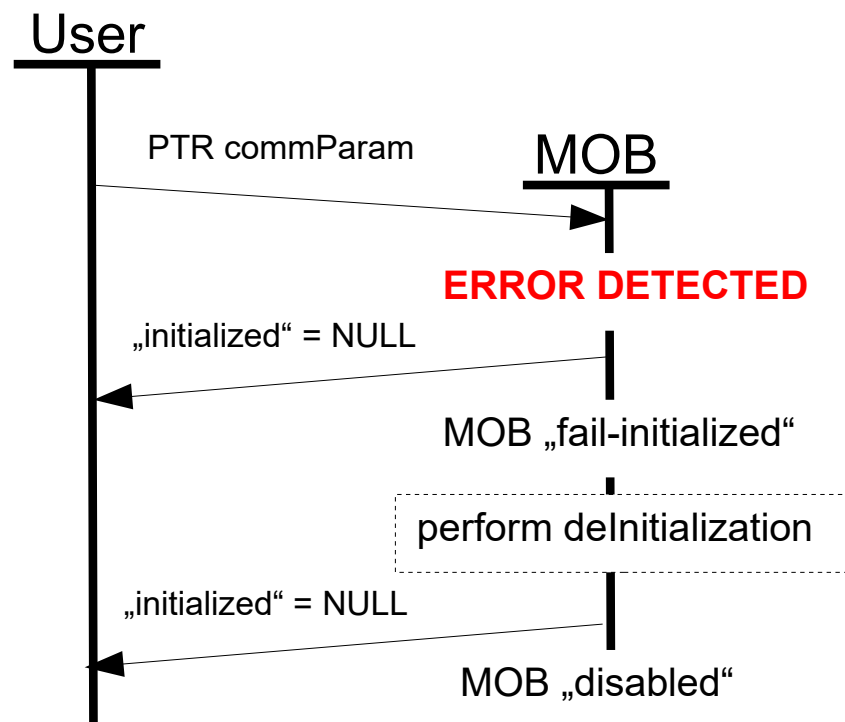 User
PTR commParam
MOB
ERROR DETECTED
„initialized“ = NULL
MOB „fail-initialized“
perform deInitialization
„initialized“ = NULL
MOB „disabled“